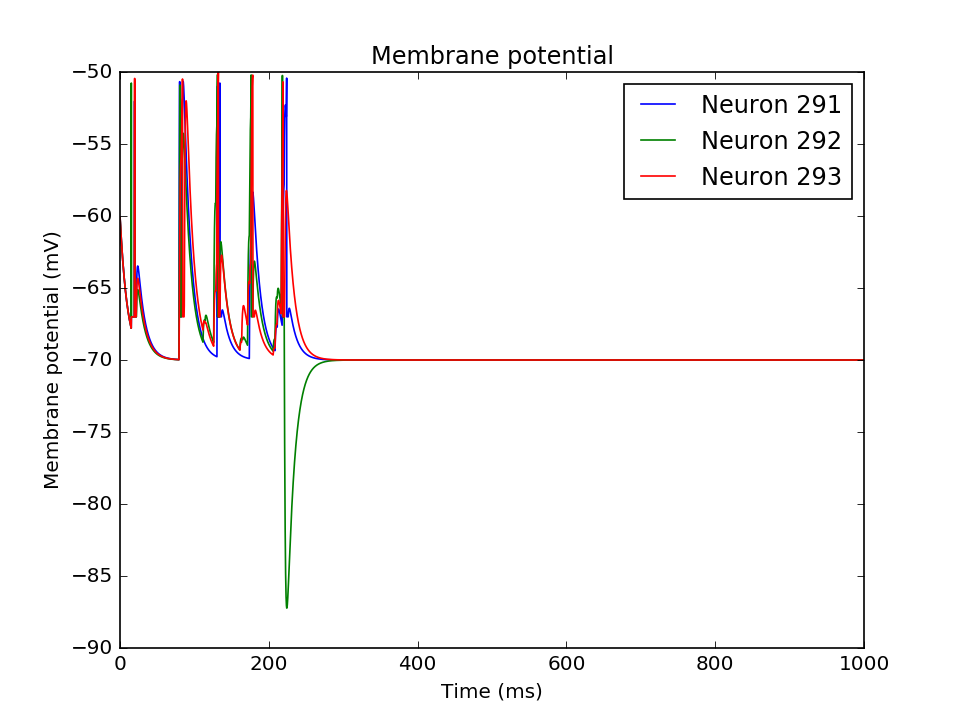 Membrane potential
Neuron 291
Neuron 292
Neuron 293
Membrane potential (mV)
−50
−55
−60
−65
−70
−75
−80
−85
−90
0 200 400 600 800 1000
Time (ms)